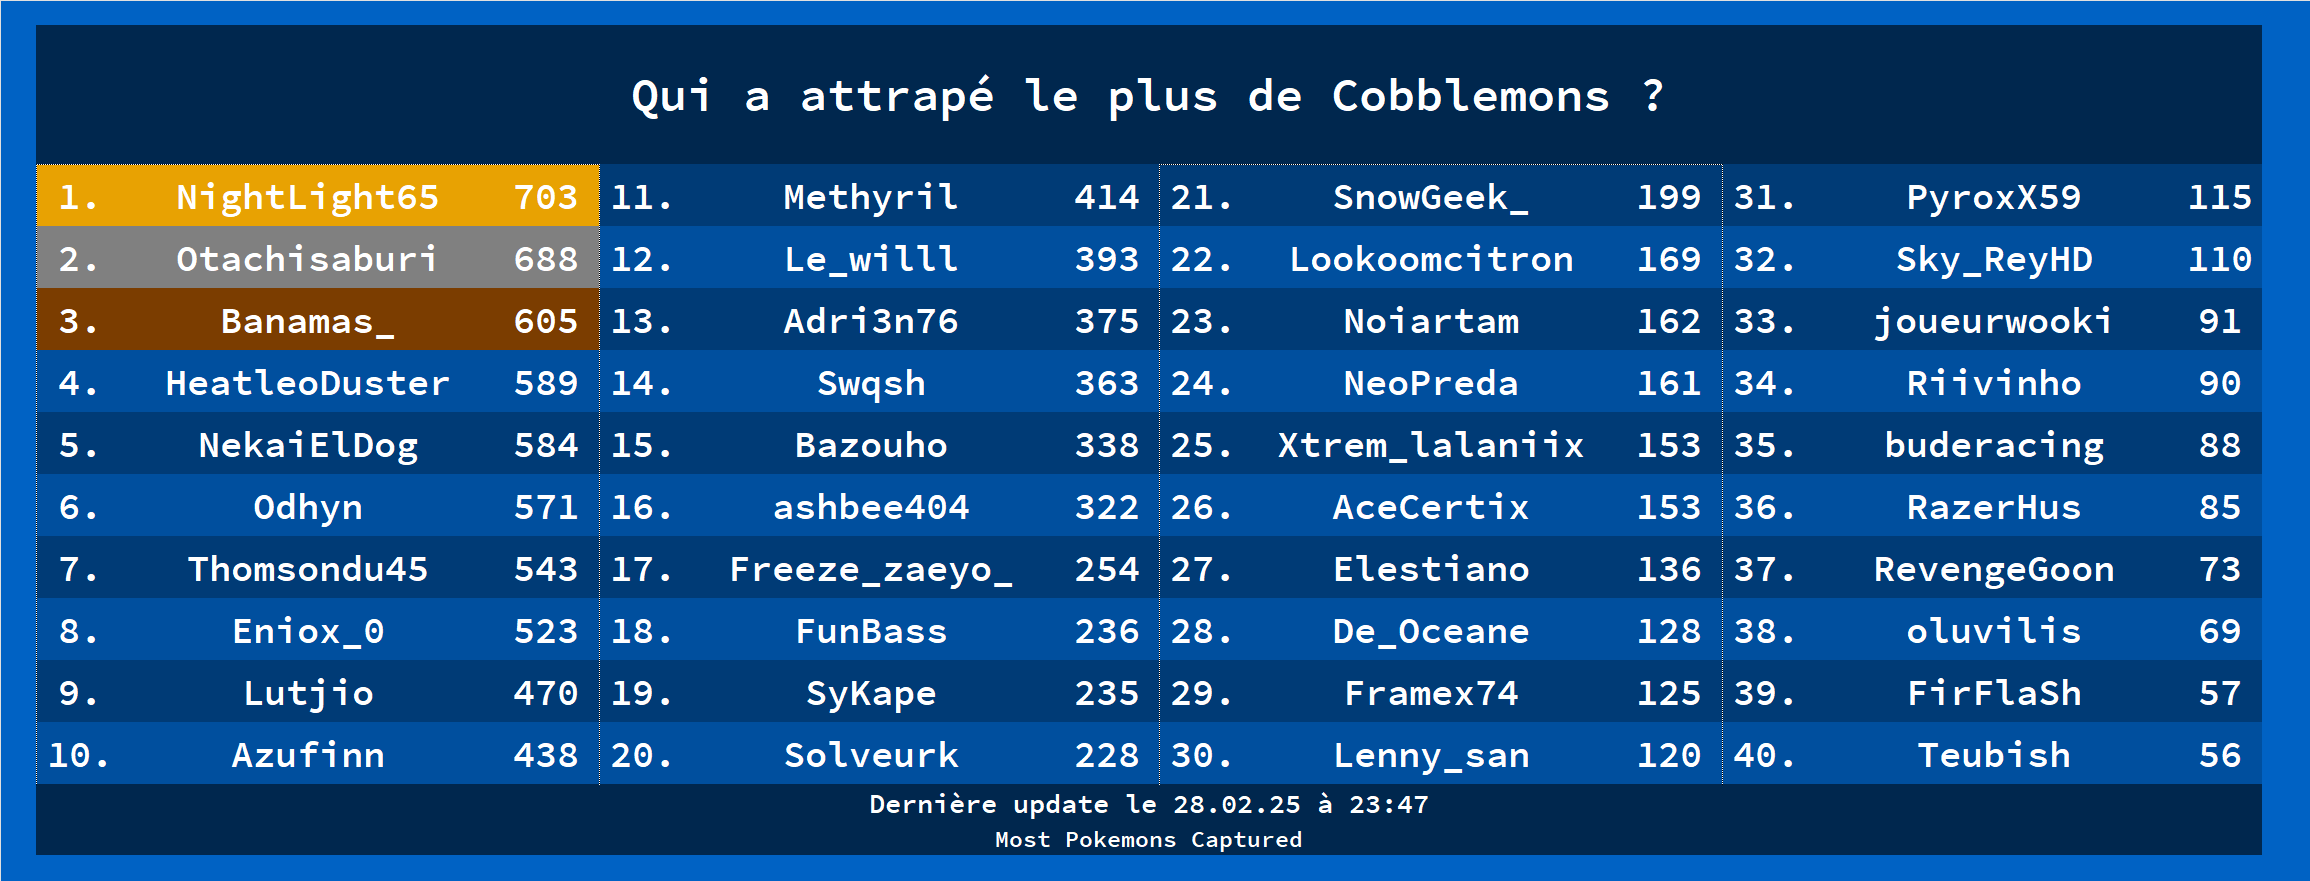 Qui a attrapé le plus de Cobblemons ?
1. NightLight65 703
2. Otachisaburi 688
3. Banamas_ 605
4. HeatleoDuster 589
5. NekaiElDog 584
6. Odhyn 571
7. Thomsondu45 543
8. Eniox_0 523
9. Lutjio 470
10. Azufinn 438
11. Methyril 414
12. Le_willl 393
13. Adri3n76 375
14. Swqsh 363
15. Bazouho 338
16. ashbee404 322
17. Freeze_zaeyo_ 254
18. FunBass 236
19. SyKape 235
20. Solveurk 228
21. SnowGeek_ 199
22. Lookoomcitron 169
23. Noiartam 162
24. NeoPreda 161
25. Xtrem_lalaniix 153
26. AceCertix 153
27. Elestiano 136
28. De_Oceane 128
29. Framex74 125
30. Lenny_san 120
31. PyroxX59 115
32. Sky_ReyHD 110
33. joueurwooki 91
34. Riivinho 90
35. buderacing 88
36. RazerHus 85
37. RevengeGoon 73
38. oluvilis 69
39. FirFlaSh 57
40. Teubish 56
Dernière update le 28.02.25 à 23:47
Most Pokemons Captured